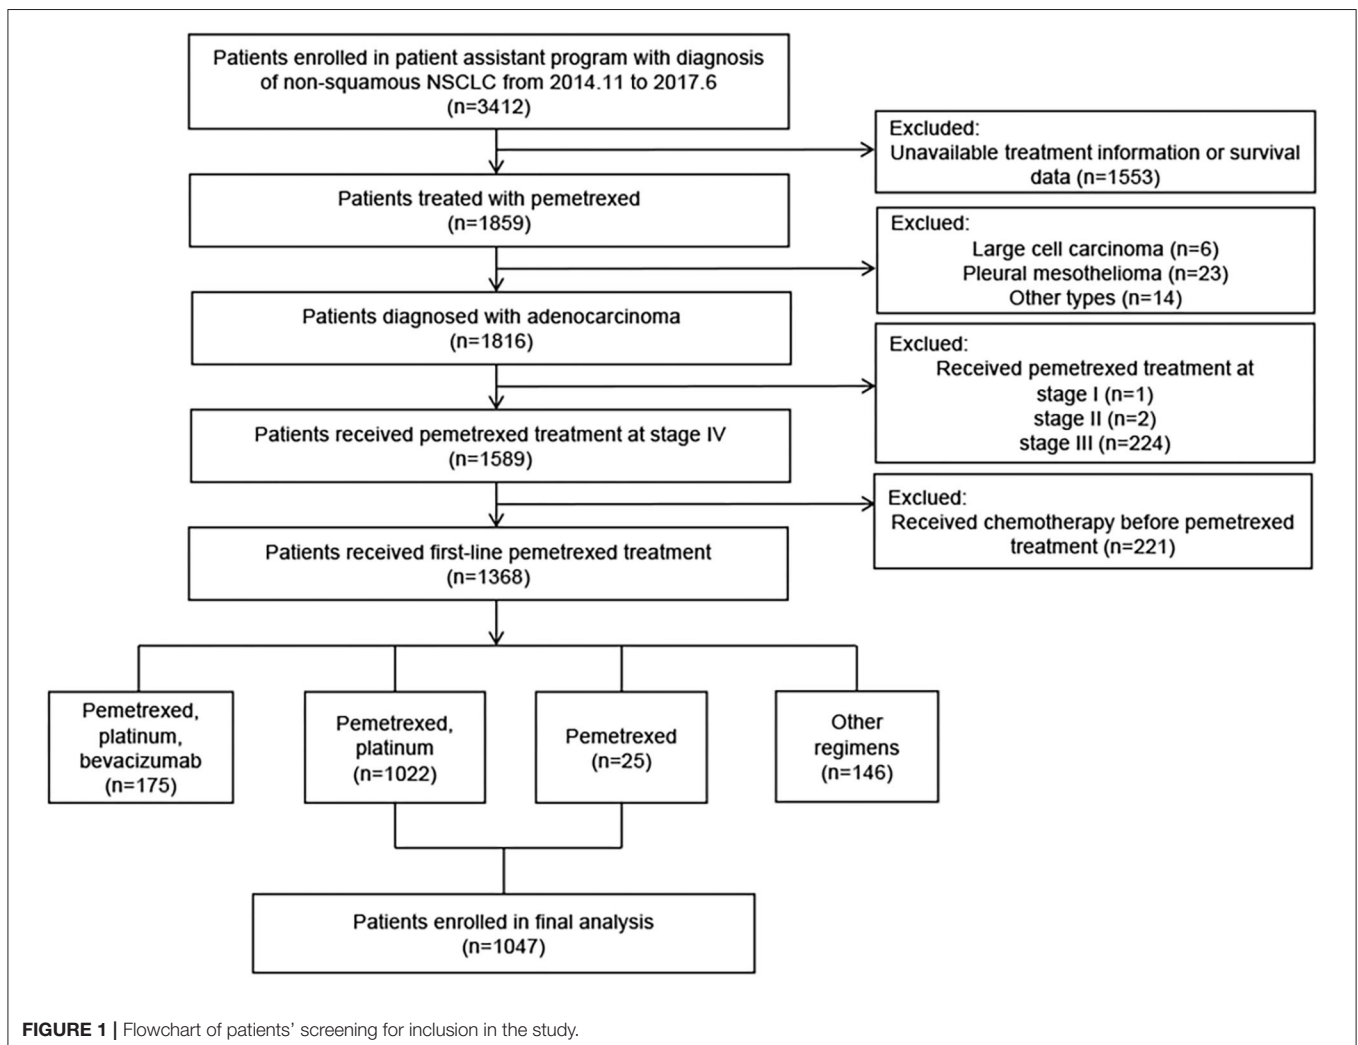 Patients enrolled in patient assistant program with diagnosis
of non-squamous NSCLC from 2014.11 to 2017.6
(n=3412)
Excluded:
Unavailable treatment information or survival
data (n=1553)
Patients treated with pemetrexed
(n=1859)
Exclued:
Large cell carcinoma (n=6)
Pleural mesothelioma (n=23)
Other types (n=14)
Patients diagnosed with adenocarcinoma
(n=1816)
Exclued:
Received pemetrexed treatment at
stage I (n=1)
stage II (n=2)
stage III (n=224)
Patients received pemetrexed treatment at stage IV
(n=1589)
Exclued:
Received chemotherapy before pemetrexed
treatment (n=221)
Patients received first-line pemetrexed treatment
(n=1368)
Pemetrexed,
platinum,
bevacizumab
(n=175)
Pemetrexed,
platinum
(n=1022)
Pemetrexed
(n=25)
Other
regimens
(n=146)
Patients enrolled in final analysis
(n=1047)
FIGURE 1 | Flowchart of patients' screening for inclusion in the study.